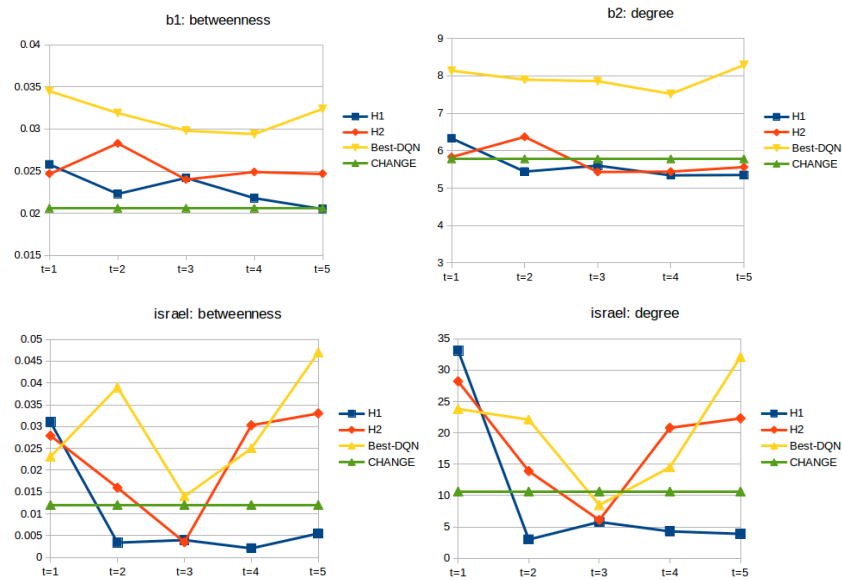 b1: betweenness
0.04
0.035
0.03
0.025
0.02
0.015
t=1 t=2 t=3 t=4 t=5
H1
H2
Best-DQN
CHANGE
b2: degree
9
8
7
6
5
4
3
t=1 t=2 t=3 t=4 t=5
H1
H2
Best-DQN
CHANGE
israel: betweenness
0.05
0.045
0.04
0.035
0.03
0.025
0.02
0.015
0.01
0.005
0
t=1 t=2 t=3 t=4 t=5
H1
H2
Best-DQN
CHANGE
israel: degree
35
30
25
20
15
10
5
0
t=1 t=2 t=3 t=4 t=5
H1
H2
Best-DQN
CHANGE